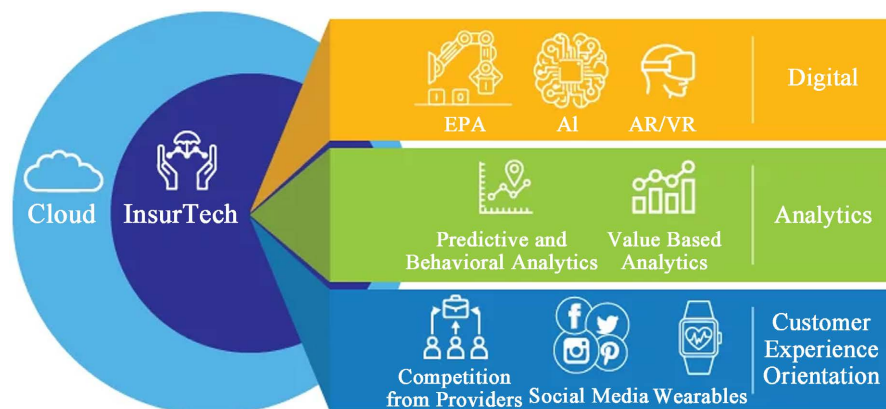 Cloud
InsurTech
EPA
AI
AR/VR
Digital
Predictive and
Behavioral Analytics
Value Based
Analytics
Analytics
Competition
from Providers
Social Media
Wearables
Customer
Experience
Orientation